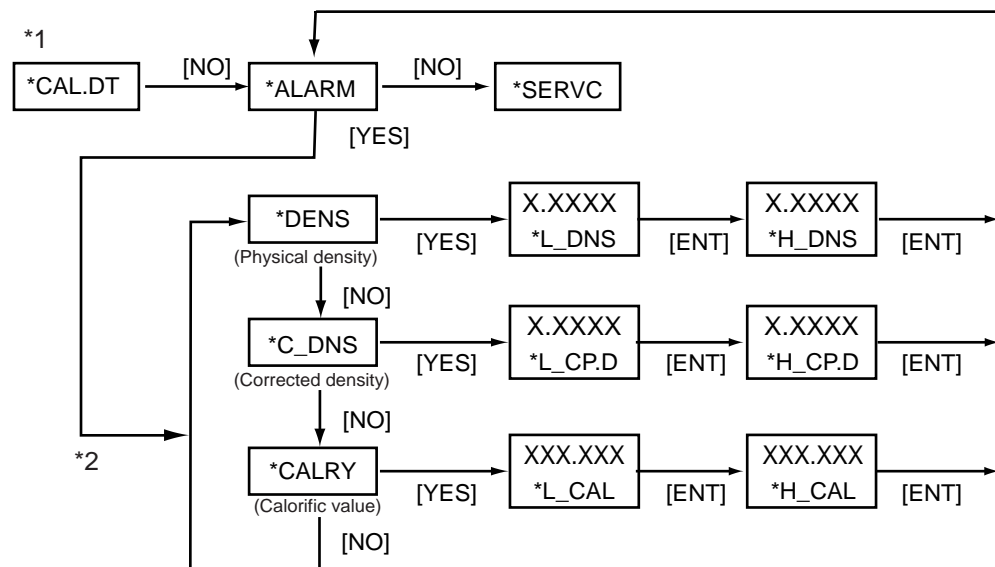 *1
*CAL.DT
[NO]
*ALARM
[NO]
*SERVC
[YES]
*DENS
(Physical density)
[YES]
X.XXXX
*L_DNS
[ENT]
X.XXXX
*H_DNS
[ENT]
[NO]
*C_DNS
(Corrected density)
[YES]
X.XXXX
*L_CP.D
[ENT]
X.XXXX
*H_CP.D
[ENT]
[NO]
*2
*CALRY
(Calorific value)
[YES]
XXX.XXX
*L_CAL
[ENT]
XXX.XXX
*H_CAL
[ENT]
[NO]